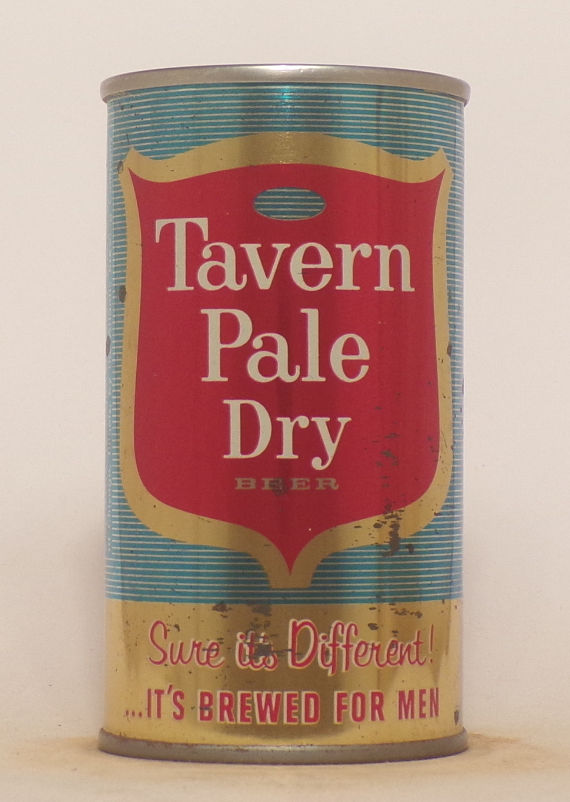 Tavern
Pale
Dry
BEER
Sure it's Different!
...IT'S BREWED FOR MEN